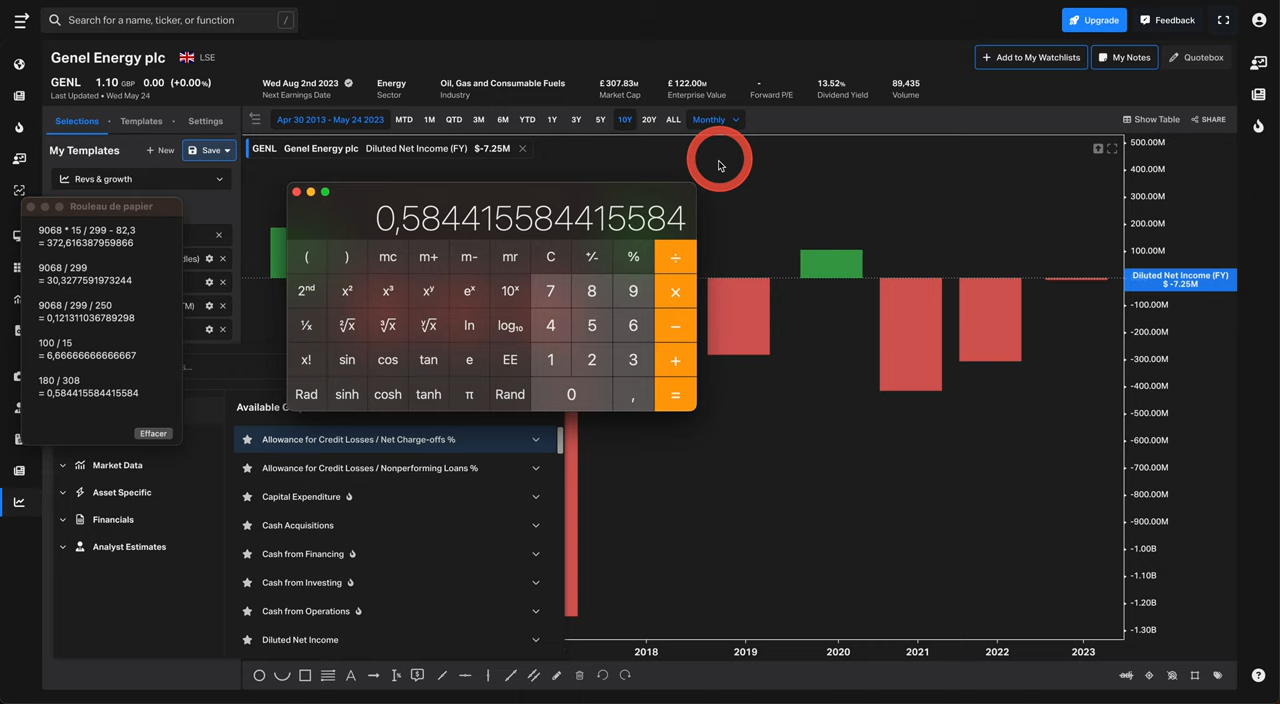 Search for a name, ticker, or function /
Upgrade
Feedback
Genel Energy plc LSE
Add to My Watchlists
My Notes
Quotebox
GENL 1.10 GBP 0.00 (+0.00%)
Last Updated • Wed May 24
Wed Aug 2nd 2023
Next Earnings Date
Energy
Sector
Oil, Gas and Consumable Fuels
Industry
£307.83M
Market Cap
£122.00M
Enterprise Value
-
Forward P/E
13.52%
Dividend Yield
89,435
Volume
Selections • Templates • Settings
Apr 30 2013 - May 24 2023 MTD 1M QTD 3M 6M YTD 1Y 3Y 5Y 10Y 20Y ALL Monthly
Show Table
SHARE
My Templates + New Save
GENL Genel Energy plc Diluted Net Income (FY) $-7.25M
Revs & growth
Rouleau de papier
9068 * 15 / 299 - 82,3
= 372,616387959866
9068 / 299
= 30,3277591973244
9068 / 299 / 250
= 0,121311036789298
100 / 15
= 6,66666666666667
180 / 308
= 0,584415584415584
Effacer
0,584415584415584
( ) mc m+ m- mr C +⁄- % ÷
2nd x² x³ xʸ eˣ 10ˣ 7 8 9 ×
¹⁄x ²√x ³√x ʸ√x ln log₁₀ 4 5 6 −
x! sin cos tan e EE 1 2 3 +
Rad sinh cosh tanh π Rand 0 , =
Market Data
Asset Specific
Financials
Analyst Estimates
Allowance for Credit Losses / Net Charge-offs %
Allowance for Credit Losses / Nonperforming Loans %
Capital Expenditure
Cash Acquisitions
Cash from Financing
Cash from Investing
Cash from Operations
Diluted Net Income
500.00M
400.00M
300.00M
200.00M
100.00M
Diluted Net Income (FY)
$ -7.25M
-100.00M
-200.00M
-300.00M
-400.00M
-500.00M
-600.00M
-700.00M
-800.00M
-900.00M
-1.00B
-1.10B
-1.20B
-1.30B
2018 2019 2020 2021 2022 2023